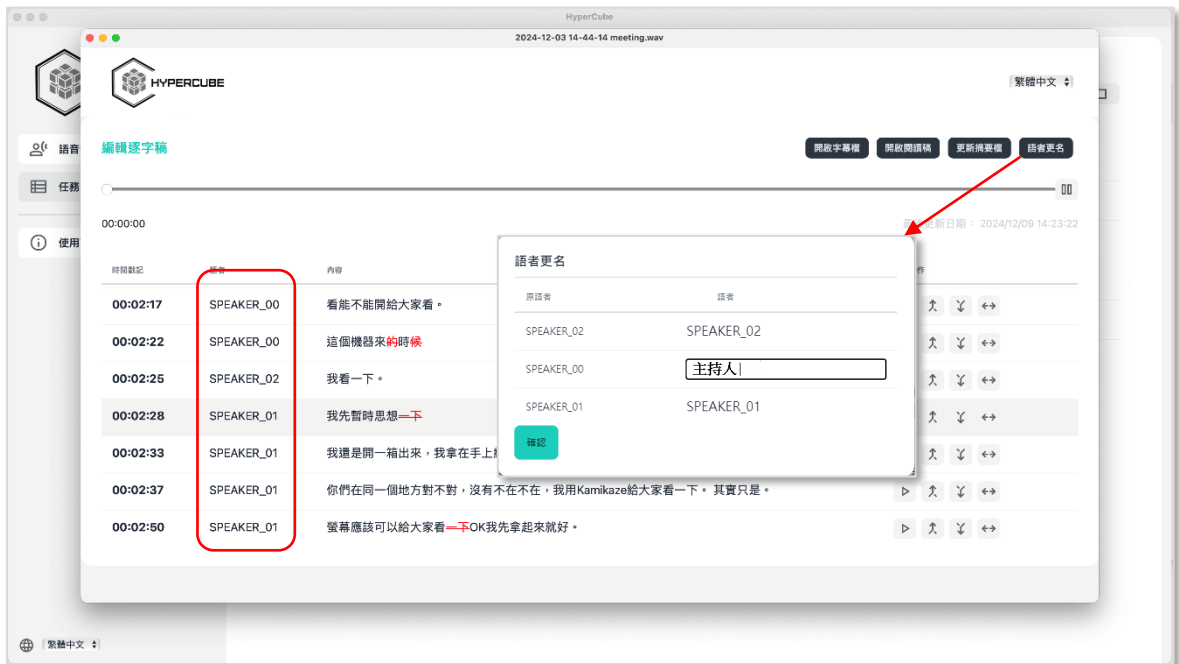 HyperCube
2024-12-03 14-44-14 meeting.wav
HYPERCUBE
繁體中文
語音
任務
使用
編輯逐字稿
開啟字幕檔 開啟閱讀稿 更新摘要檔 語者更名
00:00:00
更新日期： 2024/12/09 14:23:22
時間戳記 語者 內容 作
00:02:17 SPEAKER_00 看能不能開給大家看。
00:02:22 SPEAKER_00 這個機器來的時候
00:02:25 SPEAKER_02 我看一下。
00:02:28 SPEAKER_01 我先暫時思想一下
00:02:33 SPEAKER_01 我還是開一箱出來，我拿在手上
00:02:37 SPEAKER_01 你們在同一個地方對不對，沒有不在不在，我用Kamikaze給大家看一下。 其實只是。
00:02:50 SPEAKER_01 螢幕應該可以給大家看一下OK我先拿起來就好。
語者更名
原語者 語者
SPEAKER_02 SPEAKER_02
SPEAKER_00 主持人
SPEAKER_01 SPEAKER_01
確認
繁體中文